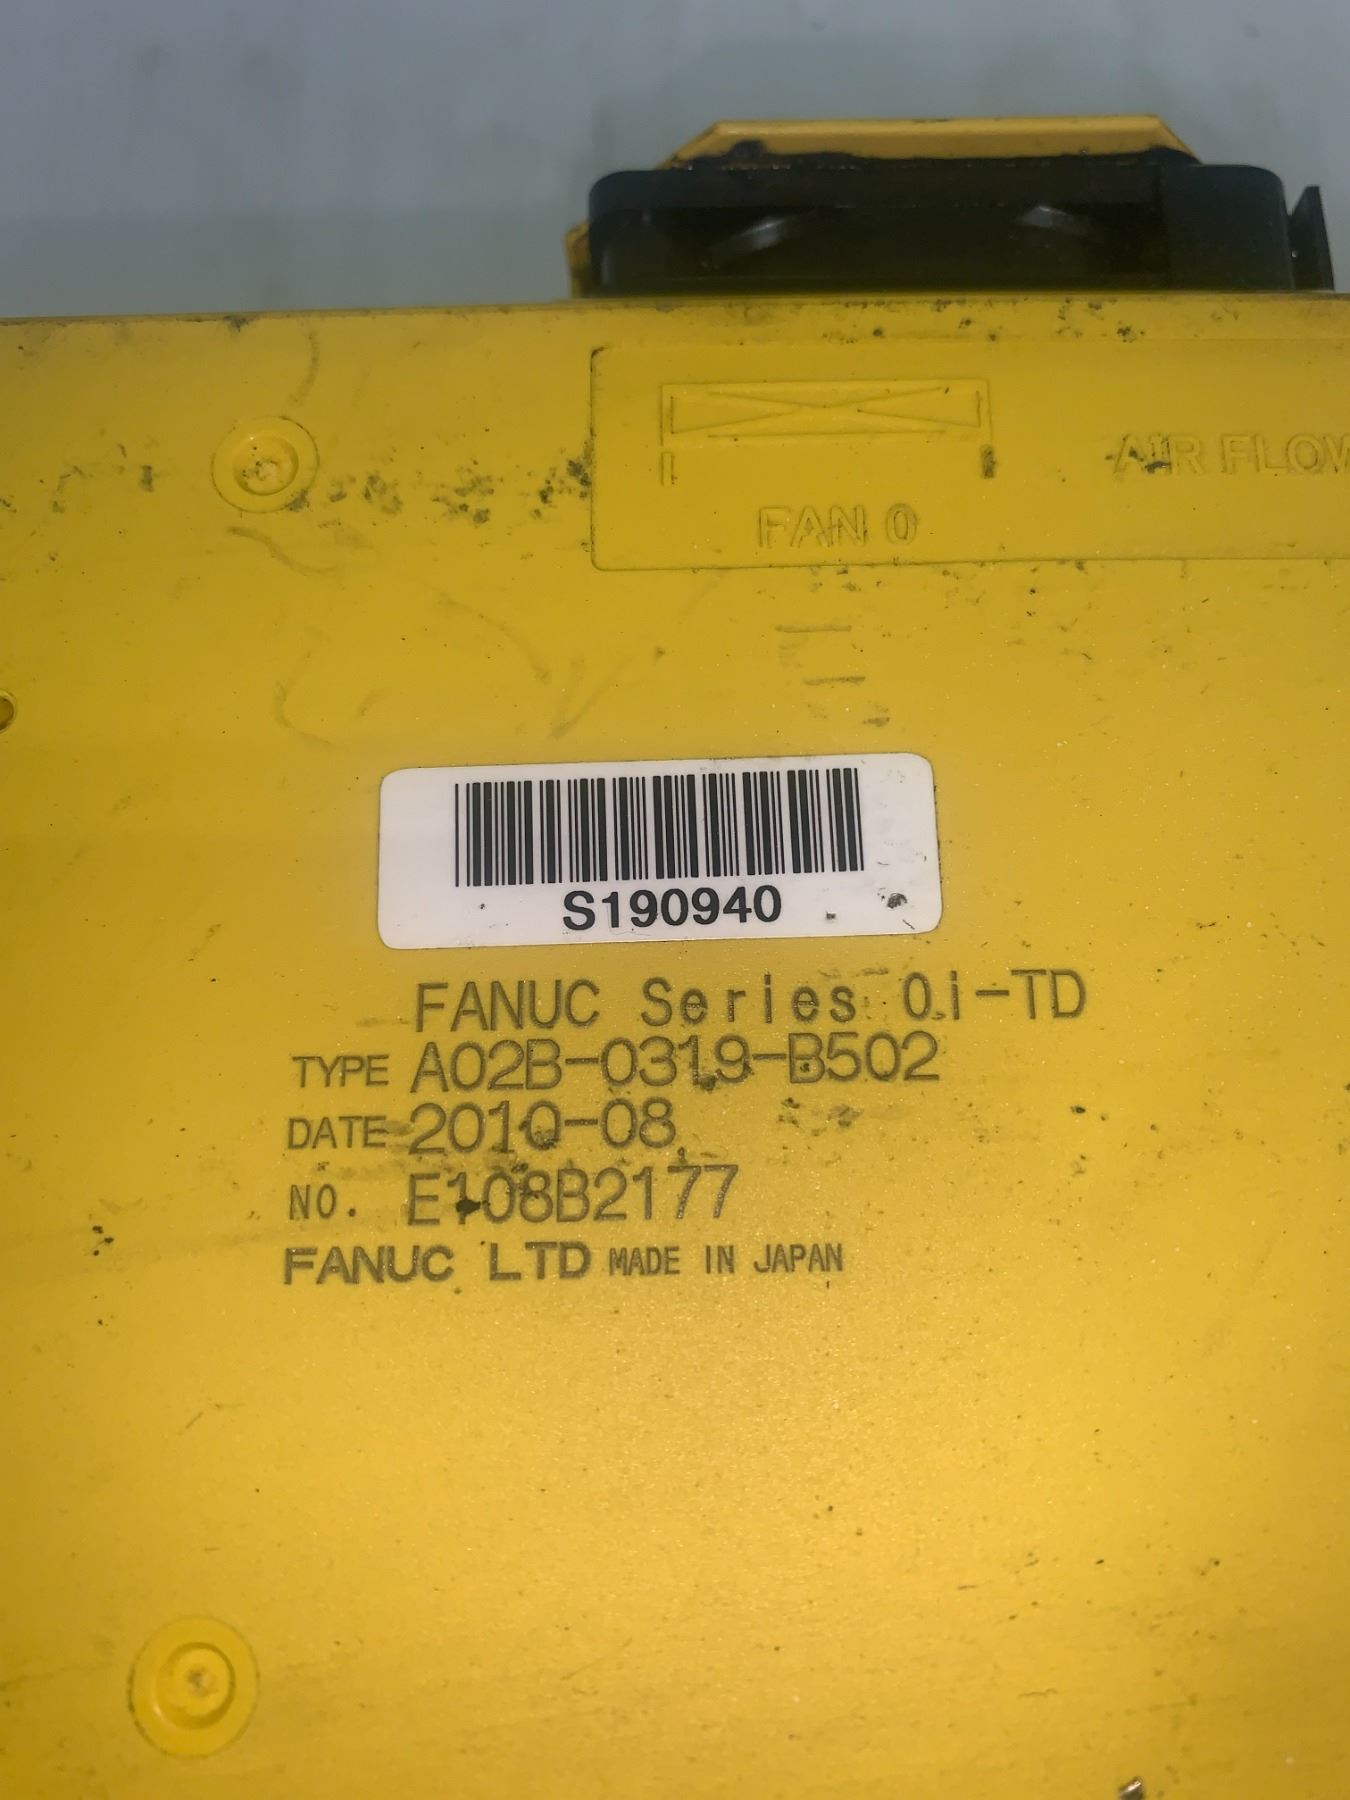 FAN 0
AIR FLOW
S190940
FANUC Series 0i-TD
TYPE A02B-0319-B502
DATE 2010-08
NO. E108B2177
FANUC LTD MADE IN JAPAN